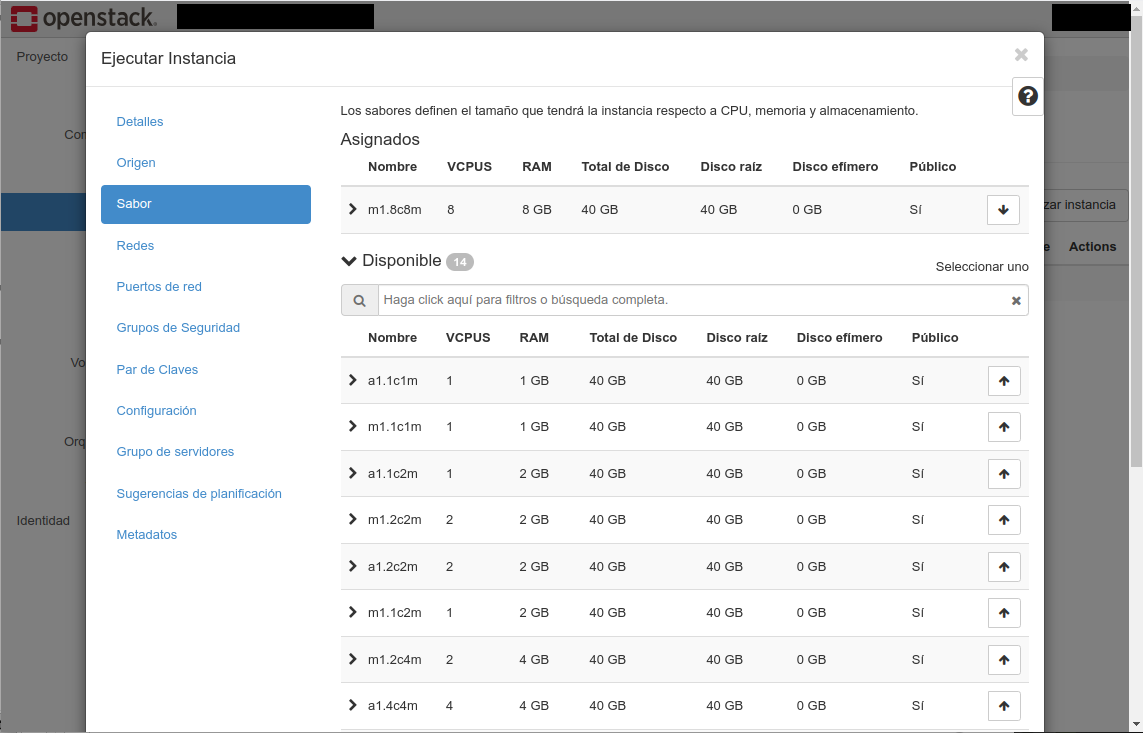 openstack.
Proyecto
Ejecutar Instancia
Los sabores definen el tamaño que tendrá la instancia respecto a CPU, memoria y almacenamiento.
Detalles
Origen
Sabor
Redes
Puertos de red
Grupos de Seguridad
Par de Claves
Configuración
Grupo de servidores
Sugerencias de planificación
Metadatos
Asignados
Nombre VCPUS RAM Total de Disco Disco raíz Disco efímero Público
m1.8c8m 8 8 GB 40 GB 40 GB 0 GB Sí
Disponible 14
Seleccionar uno
Haga click aquí para filtros o búsqueda completa.
Nombre VCPUS RAM Total de Disco Disco raíz Disco efímero Público
a1.1c1m 1 1 GB 40 GB 40 GB 0 GB Sí
m1.1c1m 1 1 GB 40 GB 40 GB 0 GB Sí
a1.1c2m 1 2 GB 40 GB 40 GB 0 GB Sí
m1.2c2m 2 2 GB 40 GB 40 GB 0 GB Sí
a1.2c2m 2 2 GB 40 GB 40 GB 0 GB Sí
m1.1c2m 1 2 GB 40 GB 40 GB 0 GB Sí
m1.2c4m 2 4 GB 40 GB 40 GB 0 GB Sí
a1.4c4m 4 4 GB 40 GB 40 GB 0 GB Sí
Identidad
zar instancia
Actions